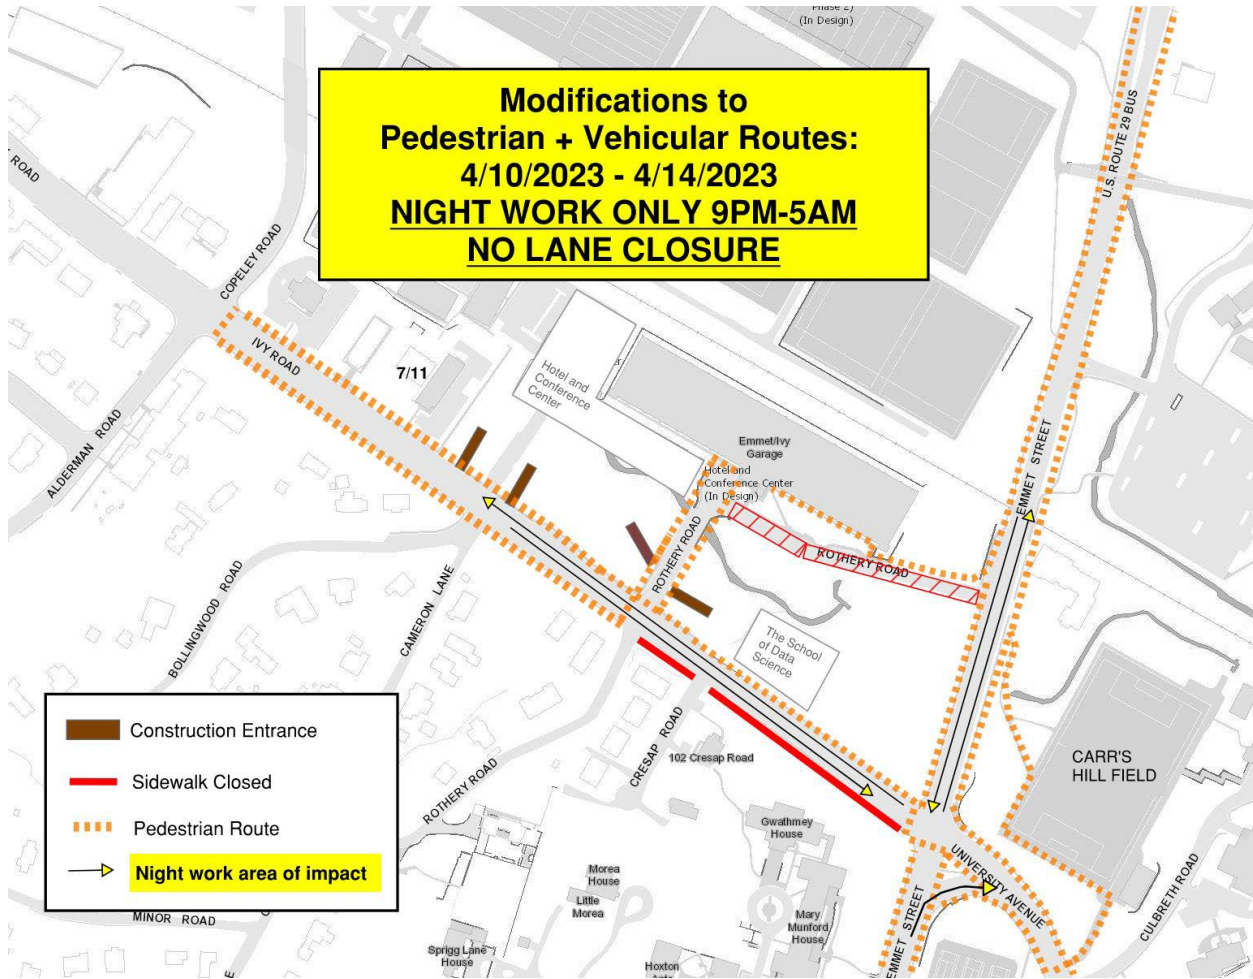 Phase 2)
(In Design)
Modifications to
Pedestrian + Vehicular Routes:
4/10/2023 - 4/14/2023
NIGHT WORK ONLY 9PM-5AM
NO LANE CLOSURE
U.S. ROUTE 29 BUS
ROAD
COPELEY ROAD
IVY ROAD
7/11
Hotel and
Conference
Center
ALDERMAN ROAD
Emmet/Ivy
Garage
Hotel and
Conference Center
(In Design)
EMMET STREET
ROTHERY ROAD
ROTHERY ROAD
BOLLINGWOOD ROAD
CAMERON LANE
The School
of Data
Science
CRESAP ROAD
102 Cresap Road
ROTHERY ROAD
CARR'S
HILL FIELD
Construction Entrance
Sidewalk Closed
Pedestrian Route
Night work area of impact
Gwathmey
House
UNIVERSITY AVENUE
CULBRETH ROAD
Morea
House
Little
Morea
Mary
Munford
House
EMMET STREET
MINOR ROAD
Sprigg Lane
House
Hoxton